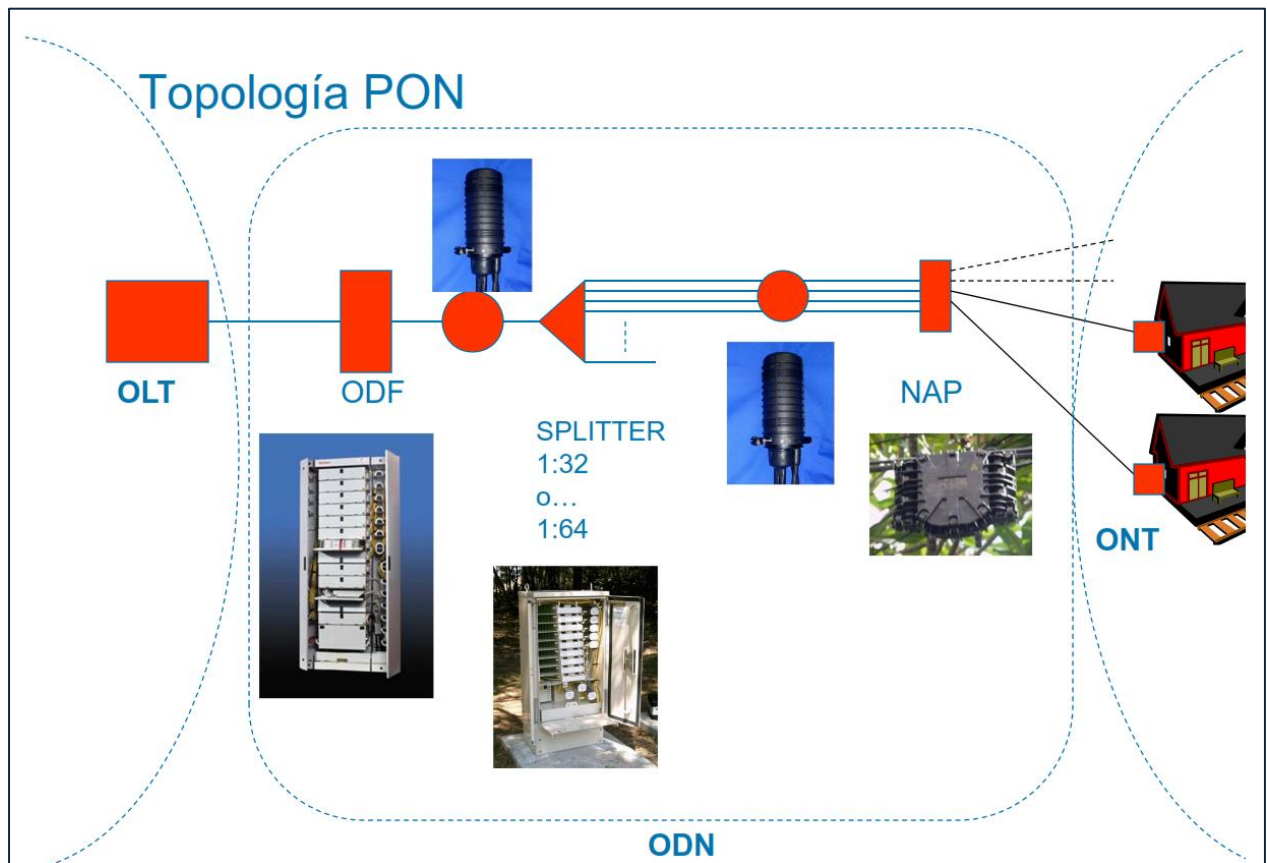 Topología PON
OLT
ODF
SPLITTER
1:32
o...
1:64
NAP
ONT
ODN